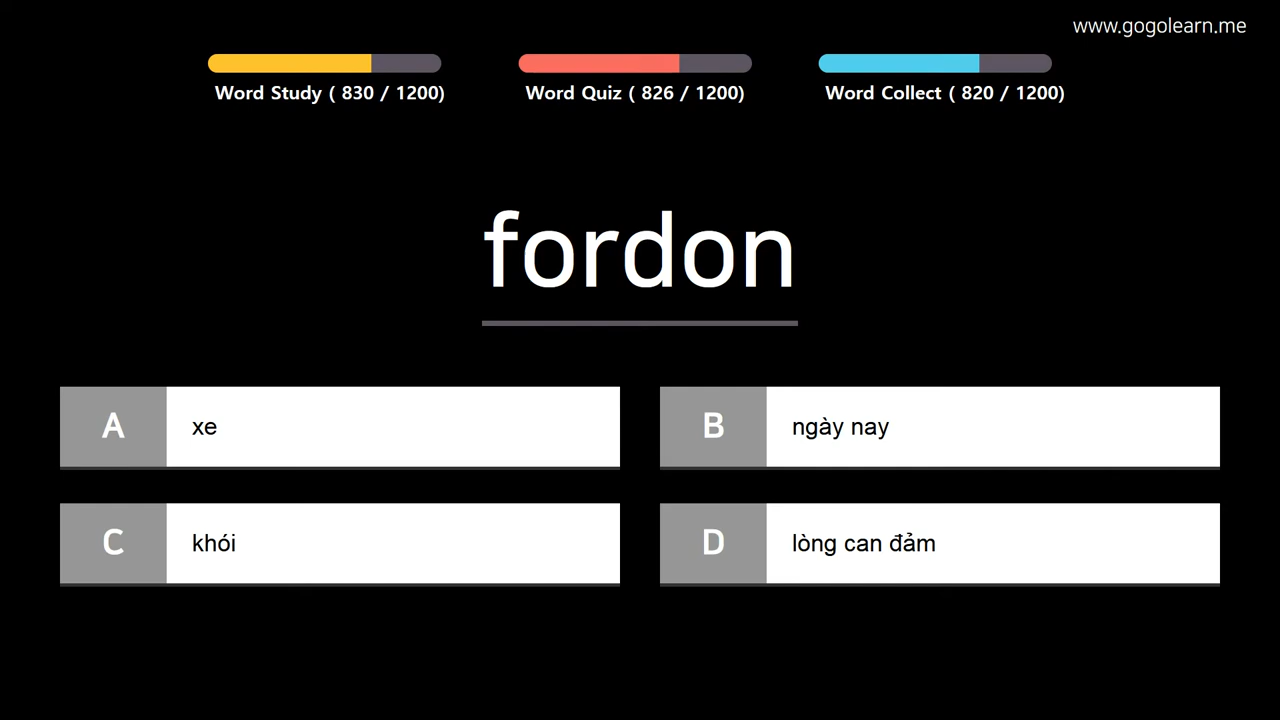 www.gogolearn.me
Word Study ( 830 / 1200)
Word Quiz ( 826 / 1200)
Word Collect ( 820 / 1200)
fordon
A xe
B ngày nay
C khói
D lòng can đảm